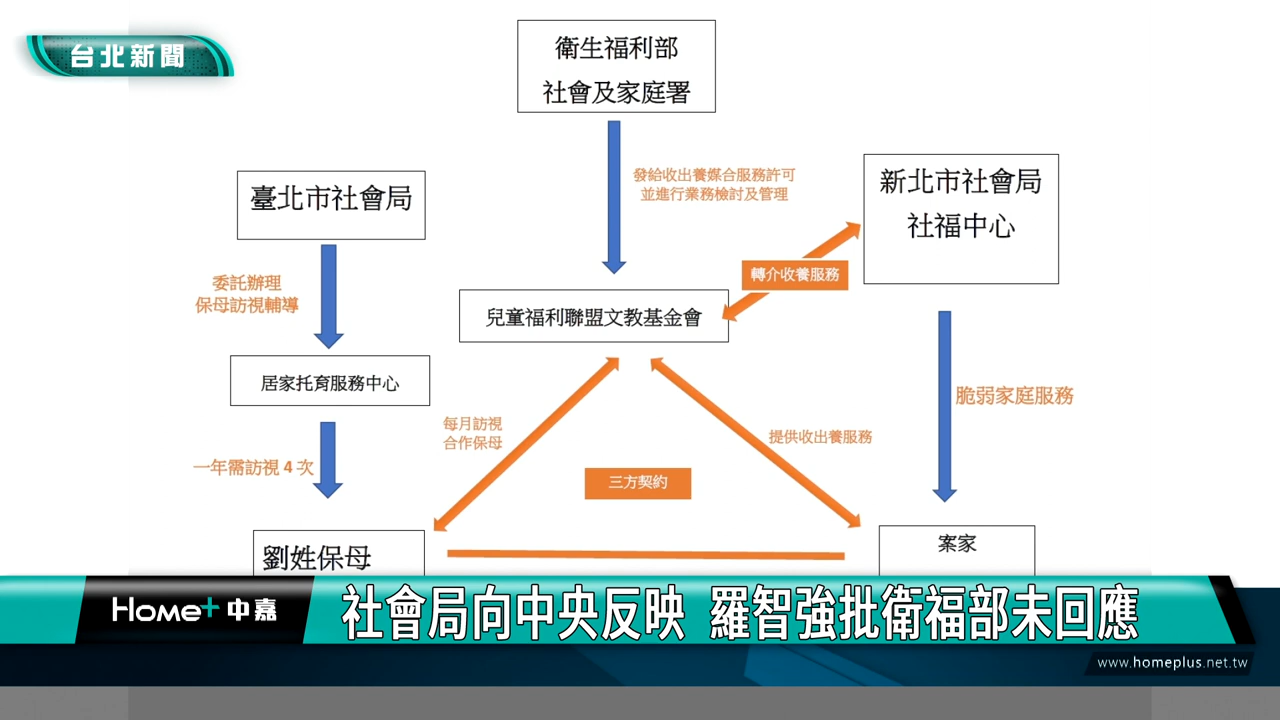 台北新聞
衛生福利部
社會及家庭署
發給收出養媒合服務許可
並進行業務檢討及管理
臺北市社會局
新北市社會局
社福中心
委託辦理
保母訪視輔導
轉介收養服務
兒童福利聯盟文教基金會
居家托育服務中心
脆弱家庭服務
每月訪視
合作保母
提供收出養服務
一年需訪視 4 次
三方契約
劉姓保母
案家
Home+ 中嘉
社會局向中央反映 羅智強批衛福部未回應
www.homeplus.net.tw